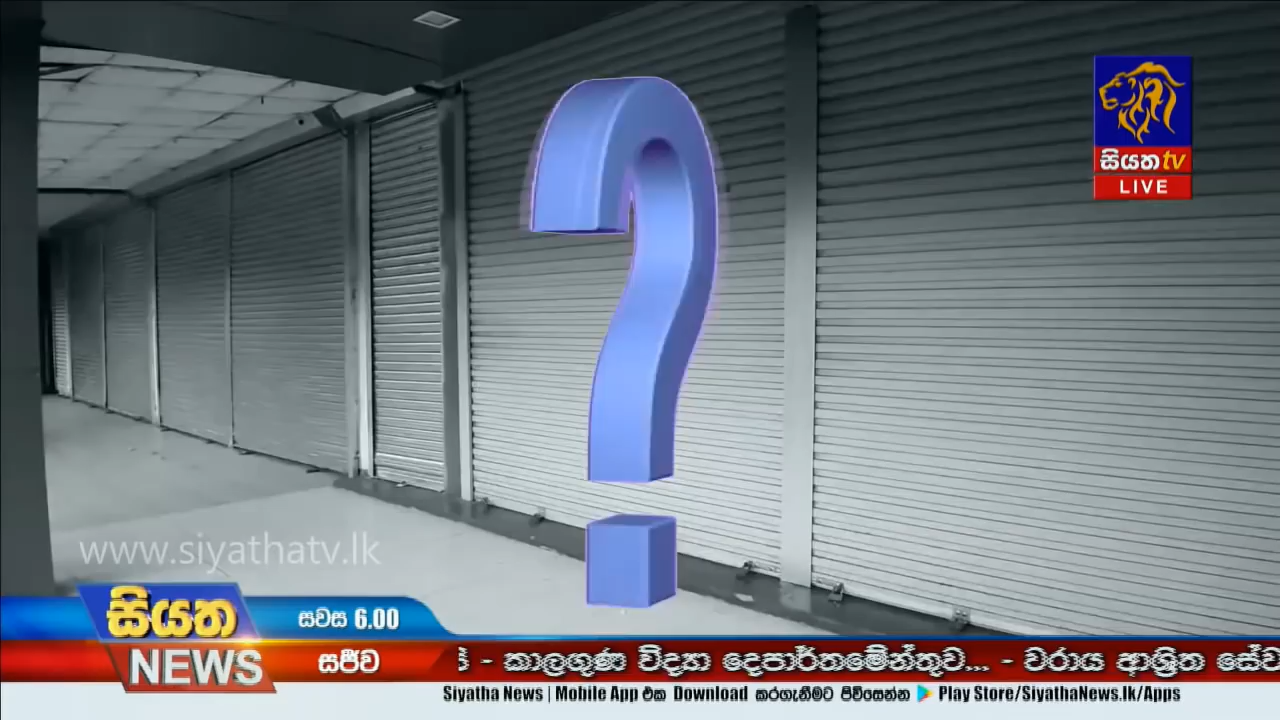 සියත tv
LIVE
www.siyathatv.lk
සියත
NEWS
සවස 6.00
සජීව
- කාලගුණ විද්‍යා දෙපාර්තමේන්තුව... - වරාය ආශ්‍රිත සේව
Siyatha News | Mobile App එක Download කරගැනීමට පිවිසෙන්න Play Store/SiyathaNews.lk/Apps